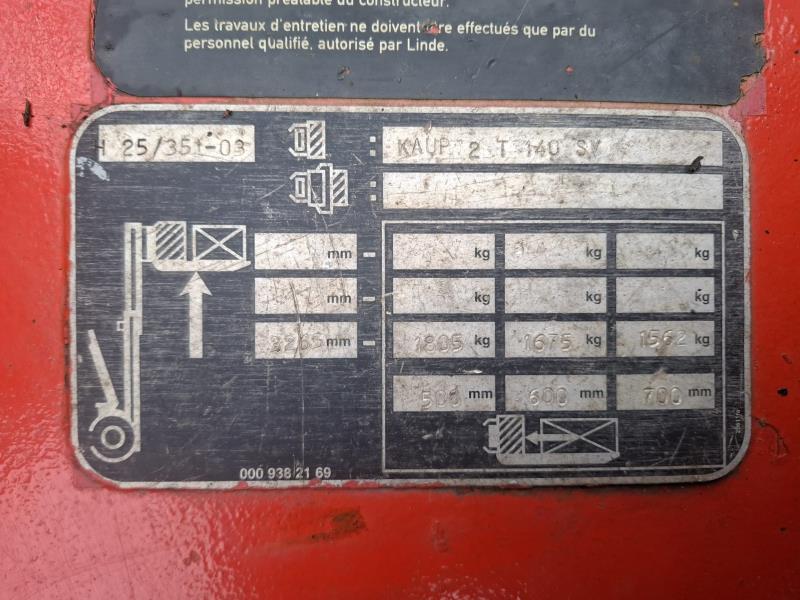 permission préalable du constructeur.
Les travaux d'entretien ne doivent être effectués que par du
personnel qualifié, autorisé par Linde.
H 25/351-03 : KAUP 2 T 140 SV
:
mm - kg kg kg
mm - kg kg kg
3265 mm - 1805 kg 1675 kg 1562 kg
500 mm 600 mm 700 mm
000 938 21 69